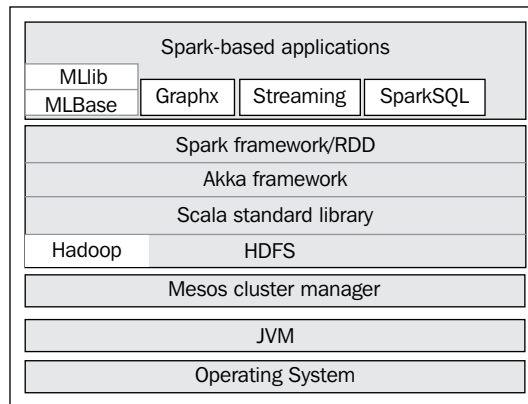 Spark-based applications
MLlib
MLBase
Graphx
Streaming
SparkSQL
Spark framework/RDD
Akka framework
Scala standard library
Hadoop
HDFS
Mesos cluster manager
JVM
Operating System